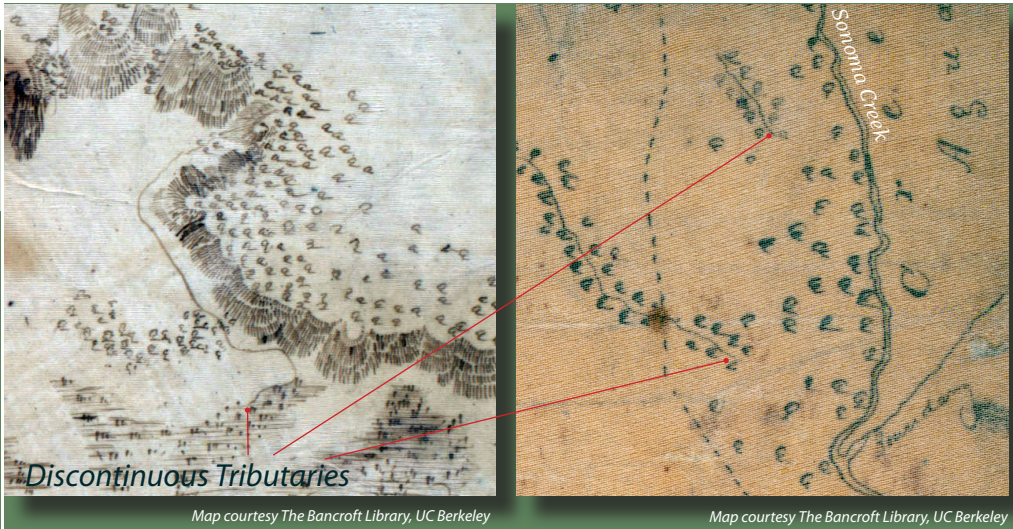 Sonoma Creek
Discontinuous Tributaries
Map courtesy The Bancroft Library, UC Berkeley
Map courtesy The Bancroft Library, UC Berkeley